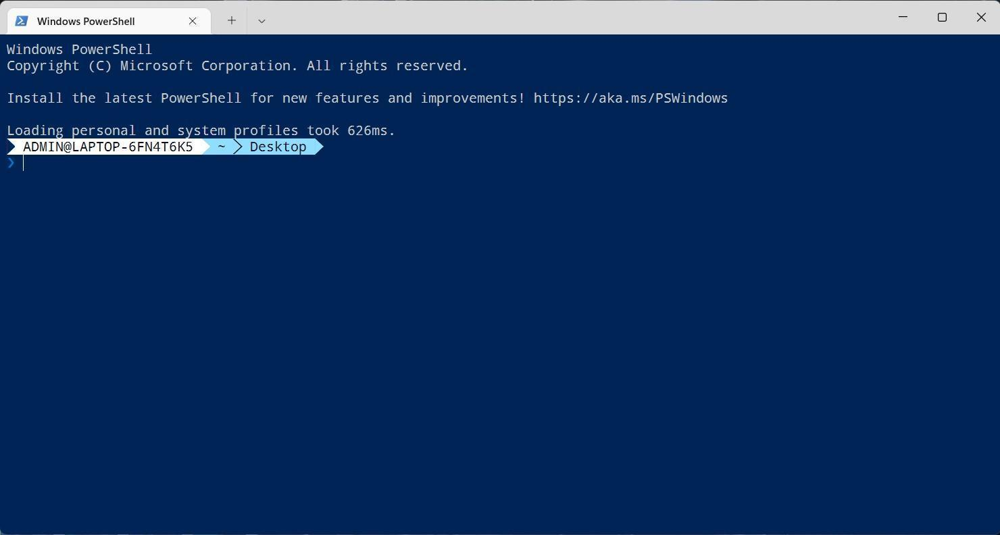 Windows PowerShell
Windows PowerShell
Copyright (C) Microsoft Corporation. All rights reserved.
Install the latest PowerShell for new features and improvements! https://aka.ms/PSWindows
Loading personal and system profiles took 626ms.
ADMIN@LAPTOP-6FN4T6K5 ~ Desktop
❯